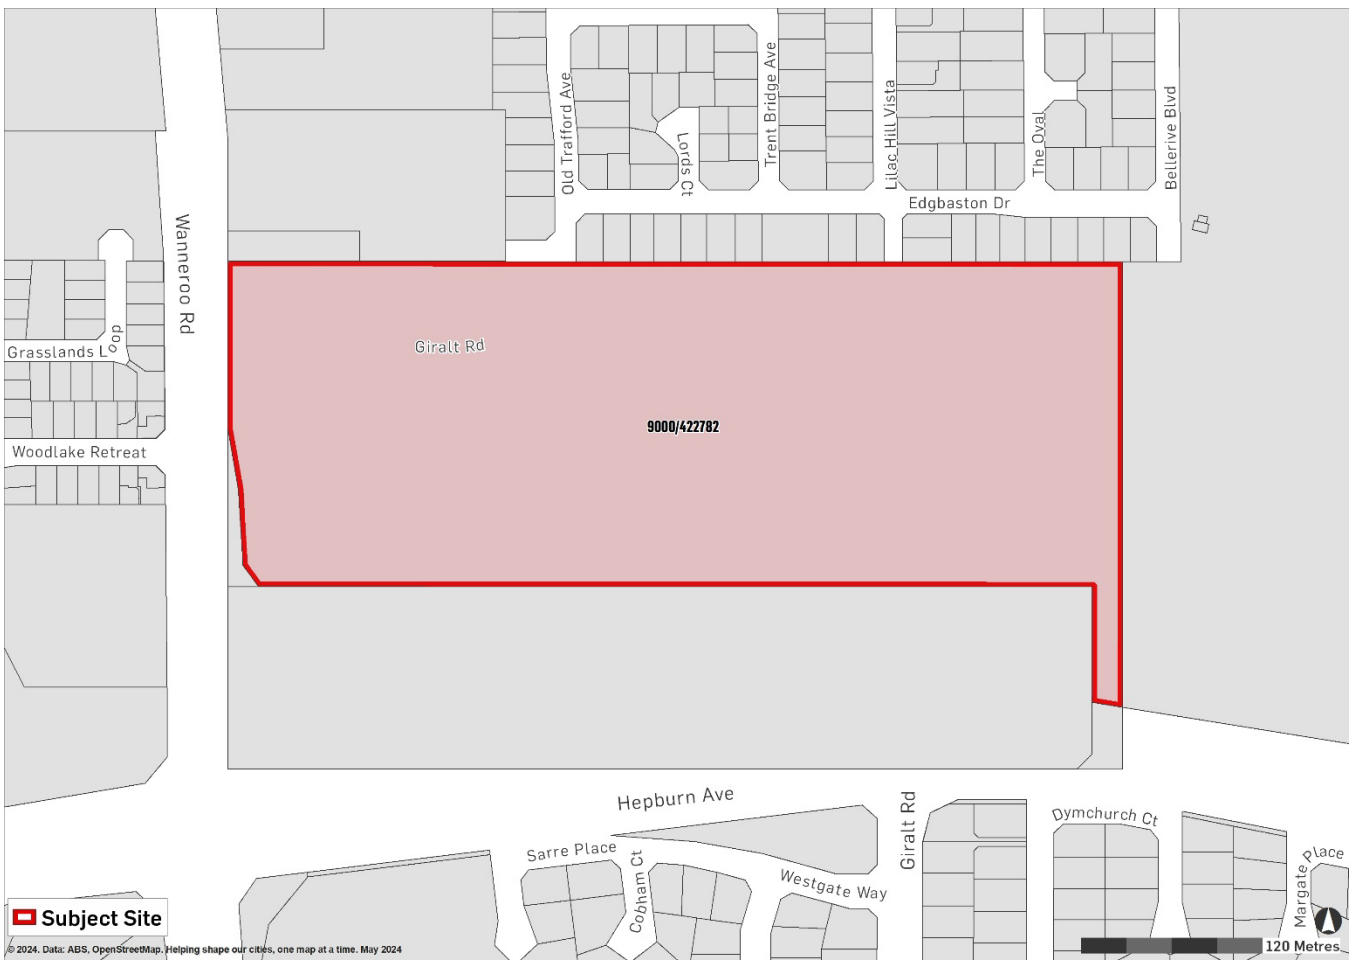 Old Trafford Ave
Lords Ct
Trent Bridge Ave
Lilac Hill Vista
The Oval
Bellerive Blvd
Edgbaston Dr
Wanneroo Rd
Grasslands Loop
Giralt Rd
9000/422782
Woodlake Retreat
Hepburn Ave
Giralt Rd
Dymchurch Ct
Sarre Place
Cobham Ct
Westgate Way
Margate Place
Subject Site
120 Metres
© 2024. Data: ABS, OpenStreetMap. Helping shape our cities, one map at a time. May 2024